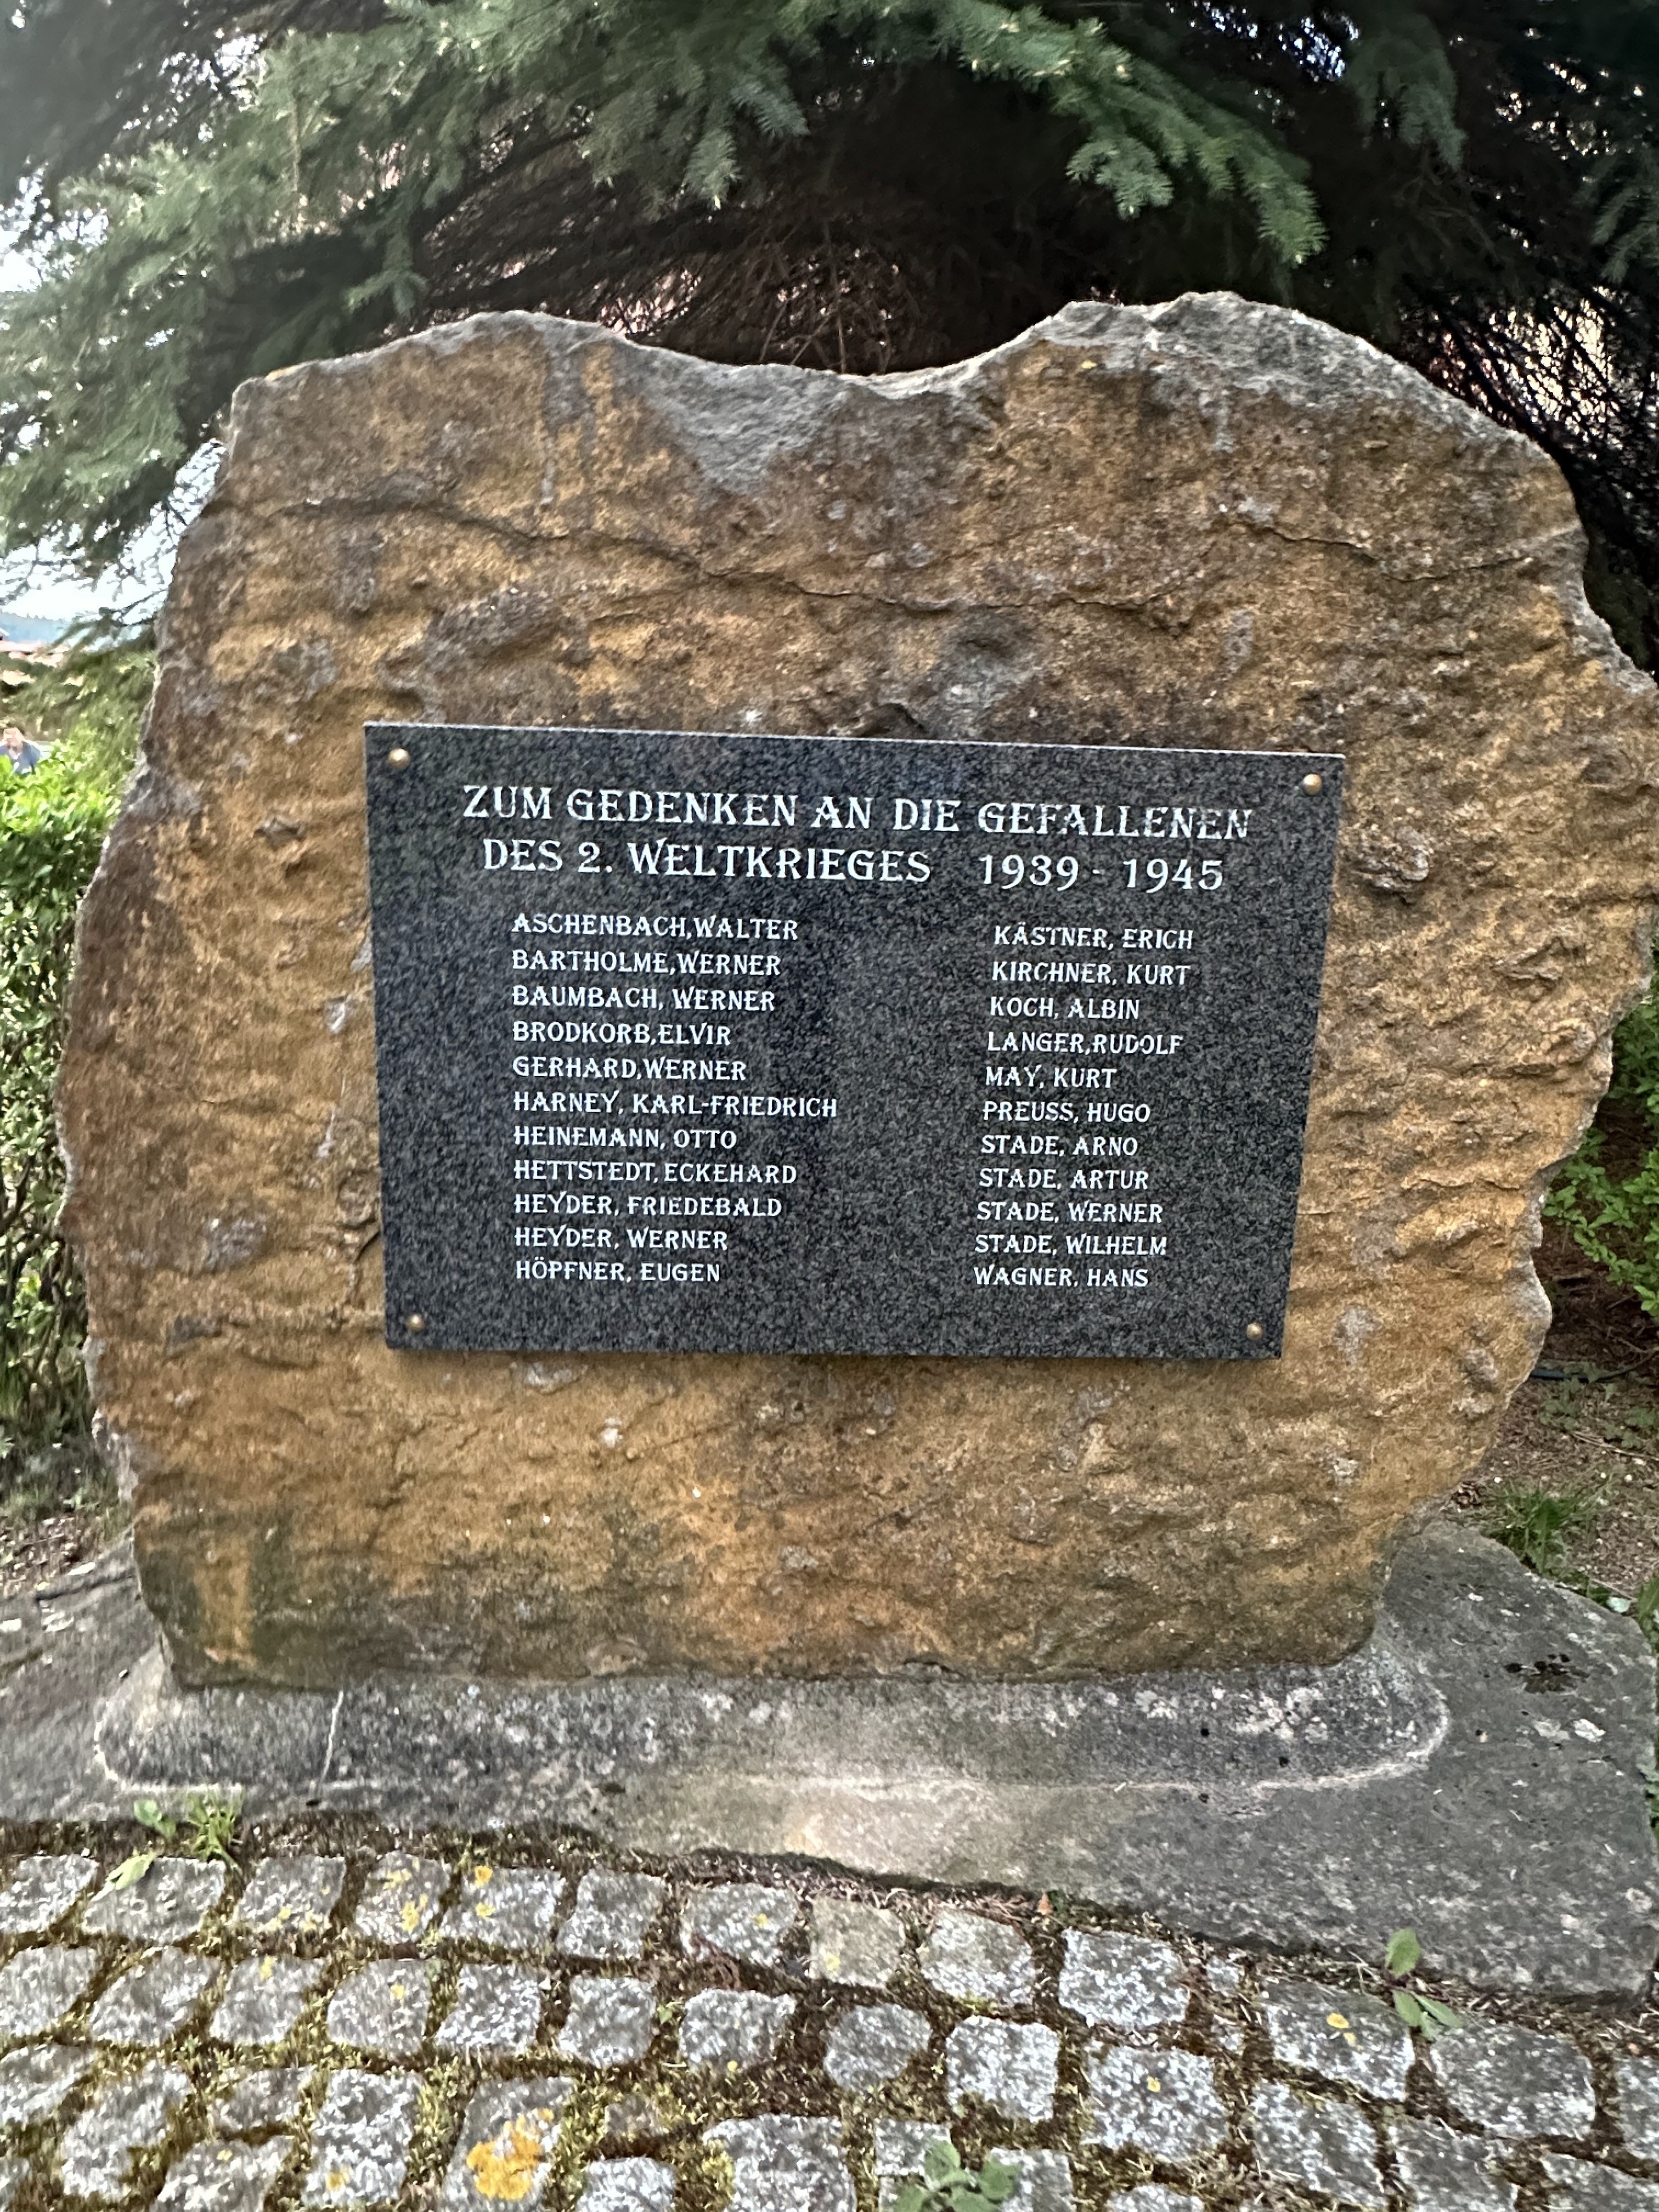 ZUM GEDENKEN AN DIE GEFALLENEN
DES 2. WELTKRIEGES 1939 - 1945
ASCHENBACH,WALTER
BARTHOLME,WERNER
BAUMBACH, WERNER
BRODKORB,ELVIR
GERHARD,WERNER
HARNEY, KARL-FRIEDRICH
HEINEMANN, OTTO
HETTSTEDT, ECKEHARD
HEYDER, FRIEDEBALD
HEYDER, WERNER
HÖPFNER, EUGEN
KÄSTNER, ERICH
KIRCHNER, KURT
KOCH, ALBIN
LANGER,RUDOLF
MAY, KURT
PREUSS, HUGO
STADE, ARNO
STADE, ARTUR
STADE, WERNER
STADE, WILHELM
WAGNER, HANS